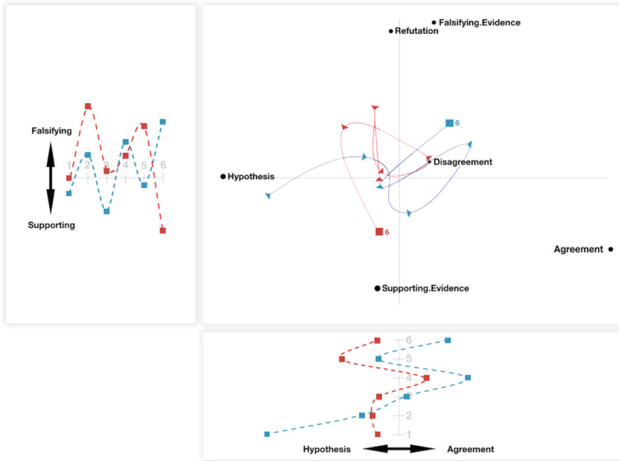 Falsifying
1 2 3 4 5 6
Supporting
Falsifying.Evidence
Refutation
6
Disagreement
Hypothesis
6
Agreement
Supporting.Evidence
6
5
4
3
2
1
Hypothesis Agreement